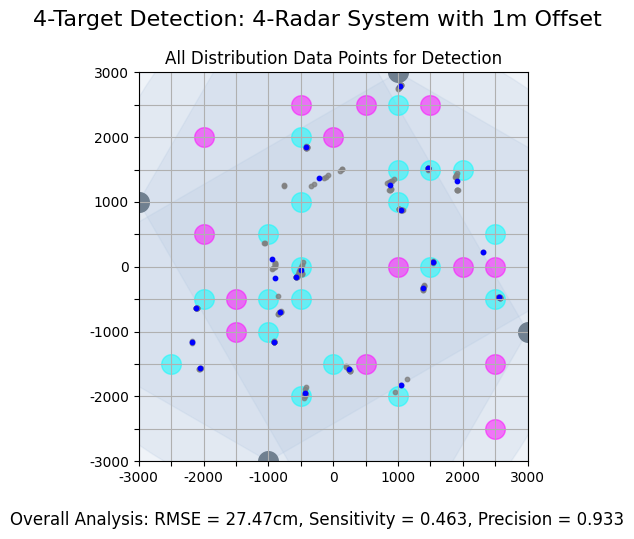 4-Target Detection: 4-Radar System with 1m Offset
All Distribution Data Points for Detection
3000
2000
1000
0
-1000
-2000
-3000
-3000 -2000 -1000 0 1000 2000 3000
Overall Analysis: RMSE = 27.47cm, Sensitivity = 0.463, Precision = 0.933